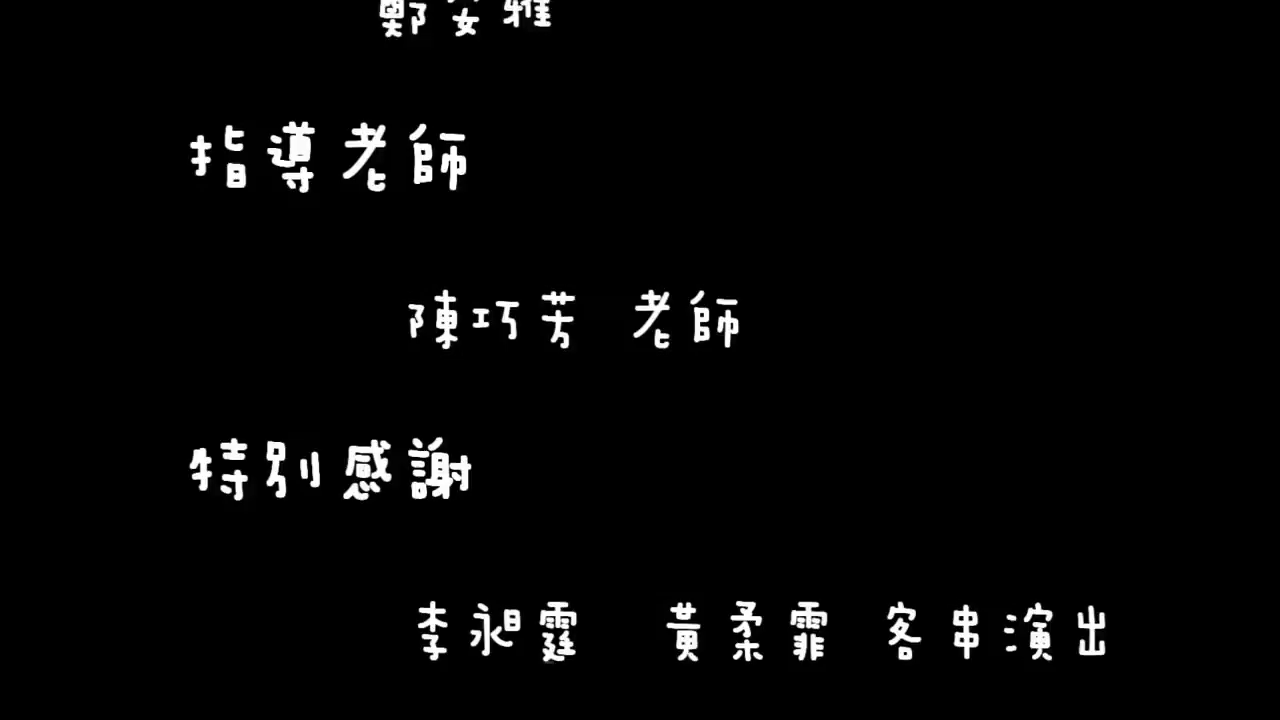 指導老師
陳巧芳 老師
特別感謝
李昶霆 黃柔霏 客串演出